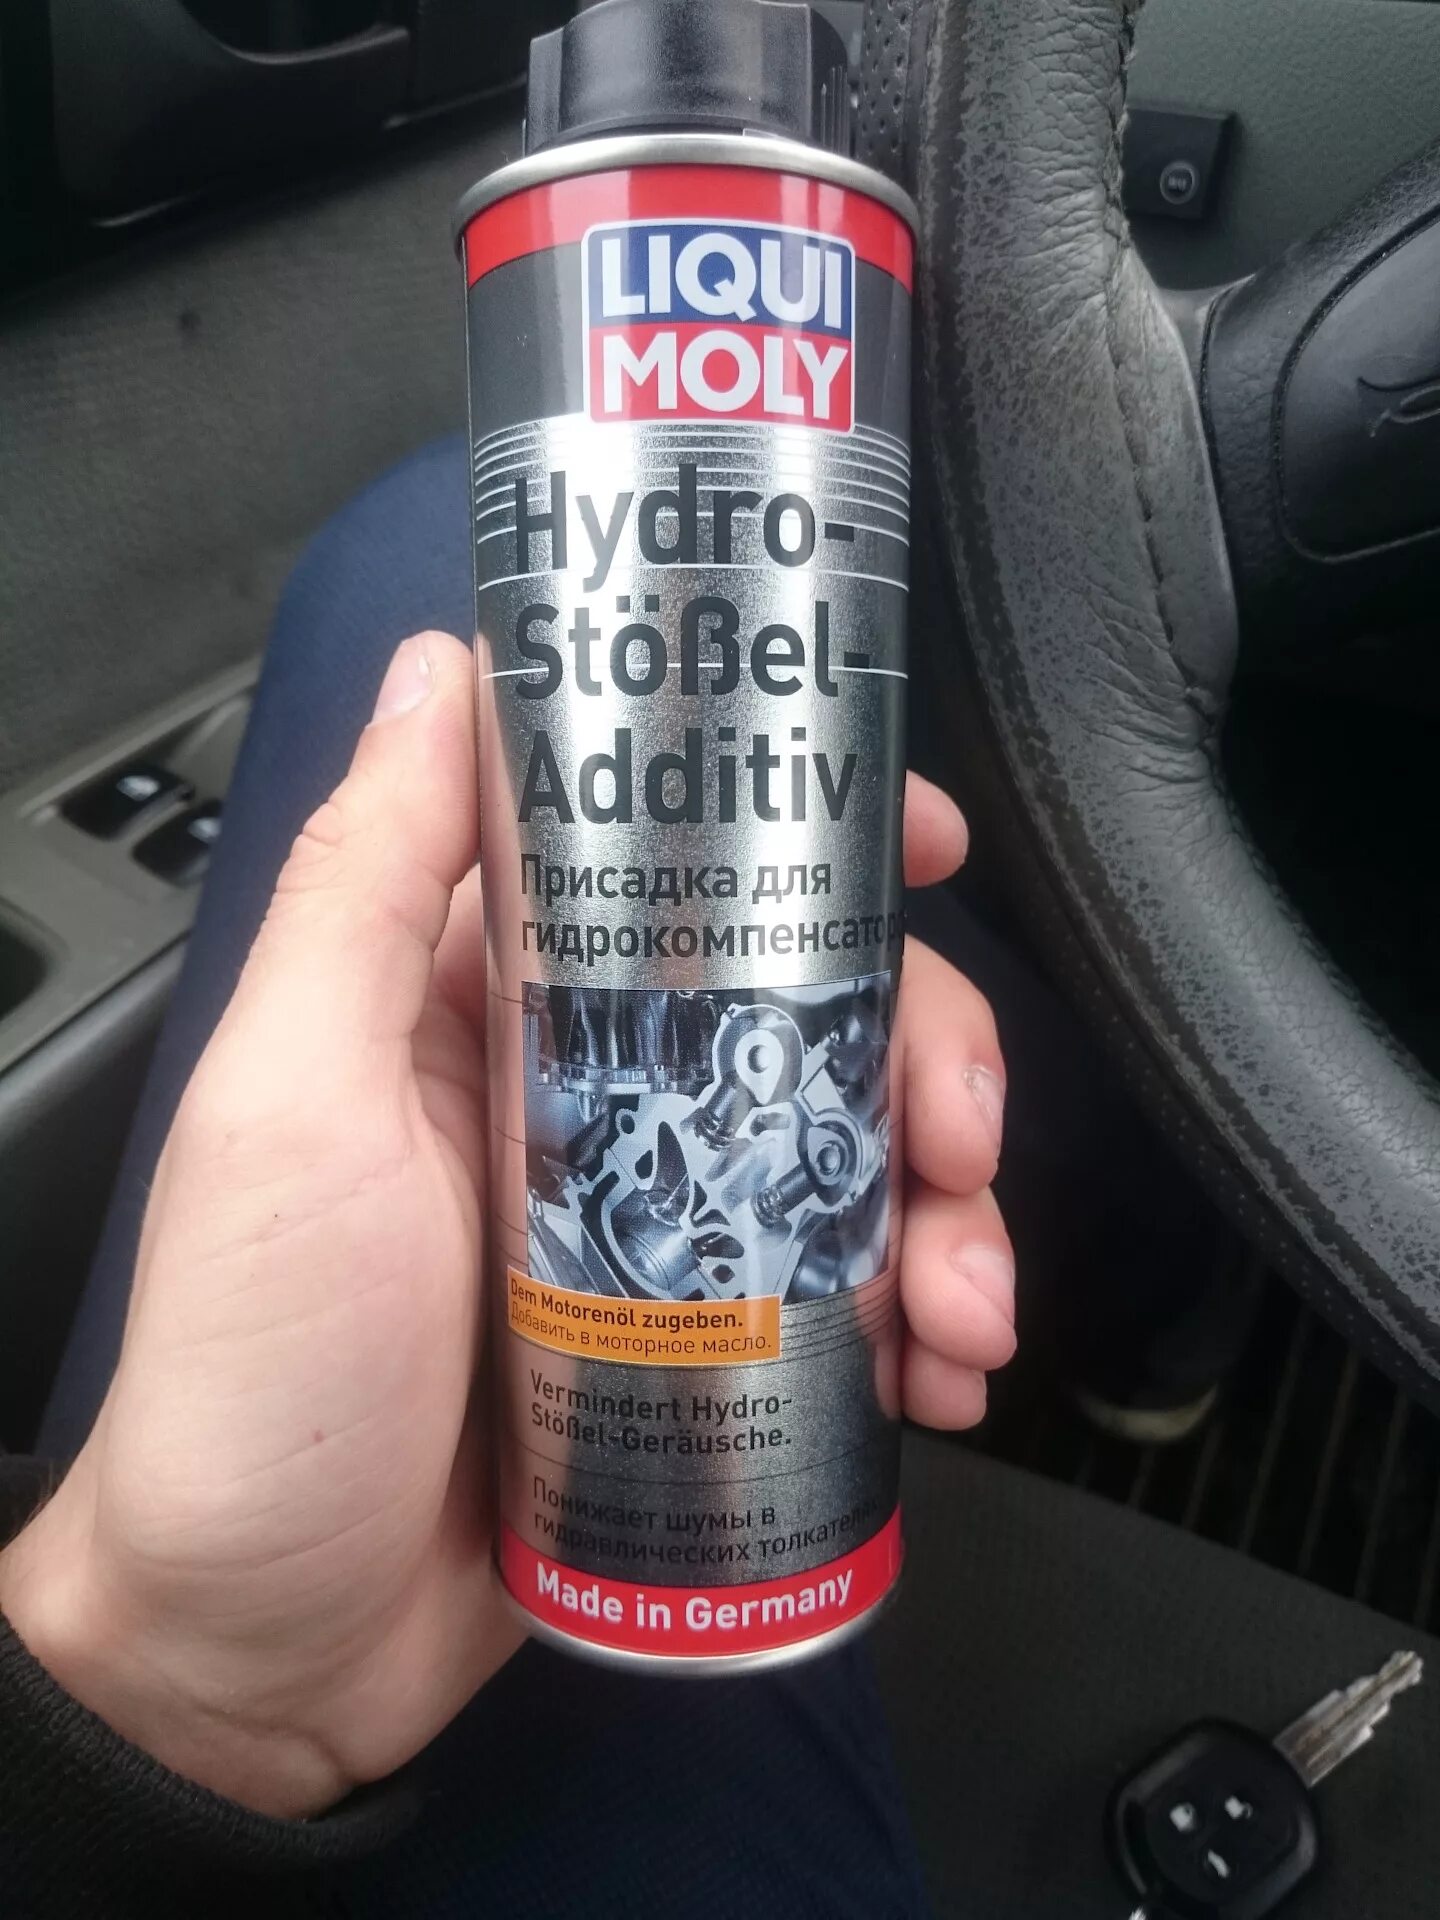 LIQUI
MOLY
Hydro-
Stößel-
Additiv
Присадка для
гидрокомпенсаторо
Dem Motorenöl zugeben.
Добавить в моторное масло.
Vermindert Hydro-
Stößel-Geräusche.
Понижает шумы в
гидравлических толкателях
Made in Germany